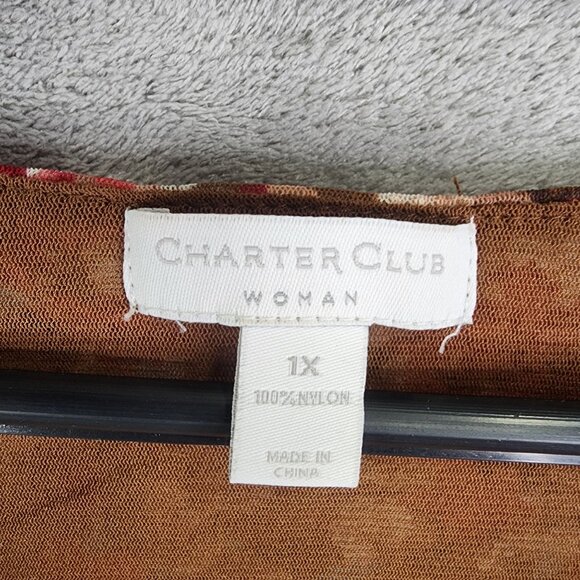 CHARTER CLUB
WOMAN
1X
100% NYLON
MADE IN
CHINA